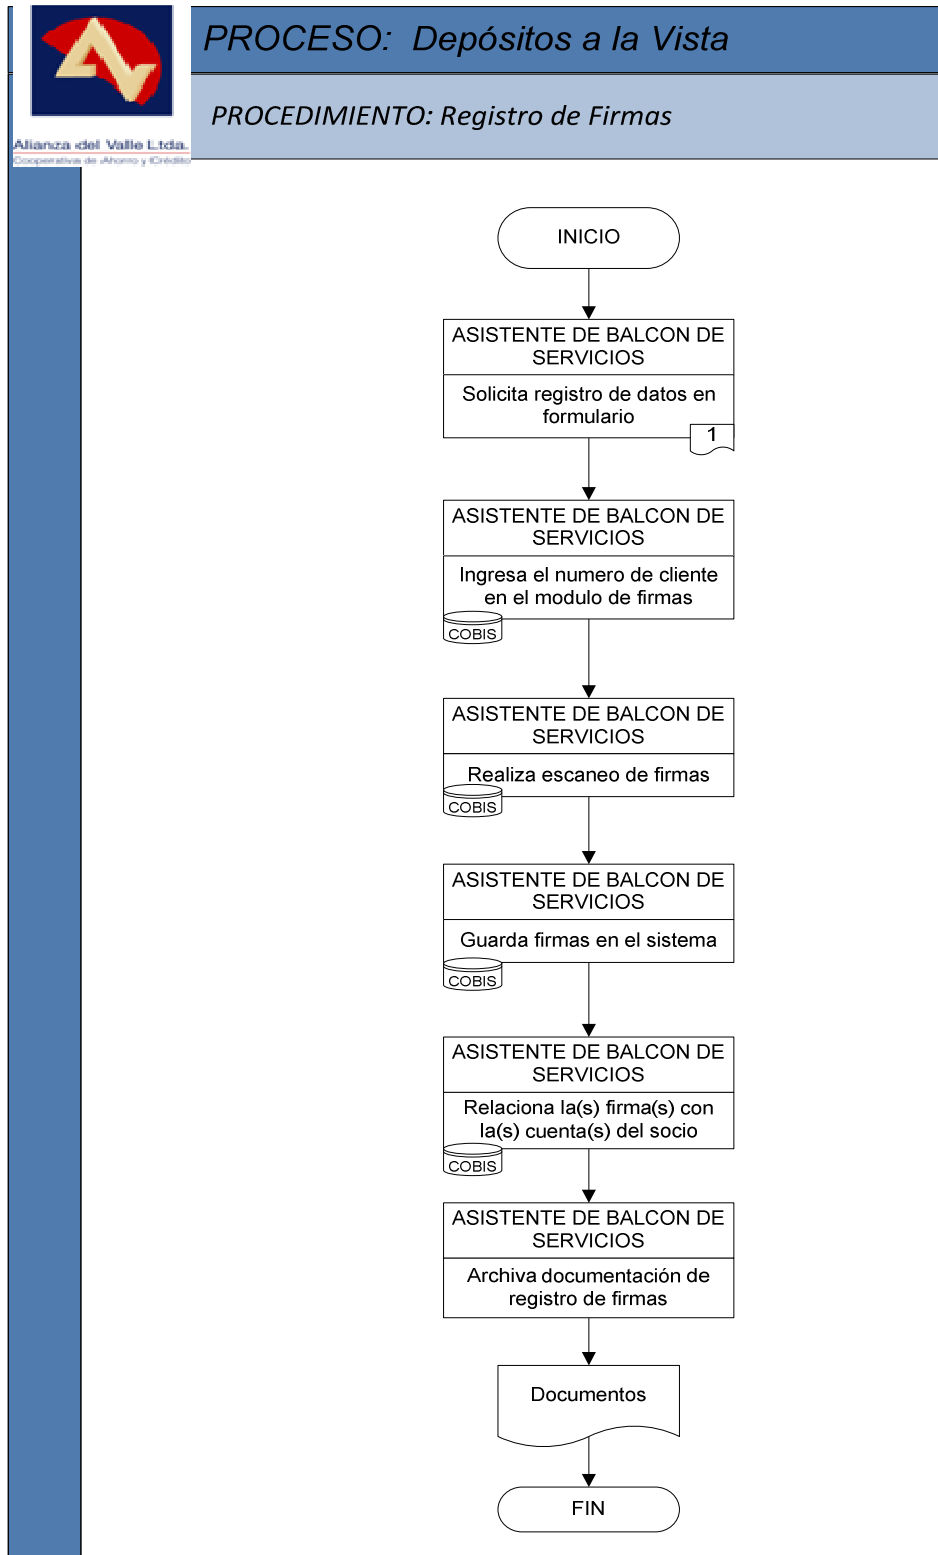 PROCESO: Depósitos a la Vista
PROCEDIMIENTO: Registro de Firmas
Alianza del Valle Ltda.
Cooperativa de Ahorro y Crédito
INICIO
ASISTENTE DE BALCON DE
SERVICIOS
Solicita registro de datos en
formulario
1
ASISTENTE DE BALCON DE
SERVICIOS
Ingresa el numero de cliente
en el modulo de firmas
COBIS
ASISTENTE DE BALCON DE
SERVICIOS
Realiza escaneo de firmas
COBIS
ASISTENTE DE BALCON DE
SERVICIOS
Guarda firmas en el sistema
COBIS
ASISTENTE DE BALCON DE
SERVICIOS
Relaciona la(s) firma(s) con
la(s) cuenta(s) del socio
COBIS
ASISTENTE DE BALCON DE
SERVICIOS
Archiva documentación de
registro de firmas
Documentos
FIN